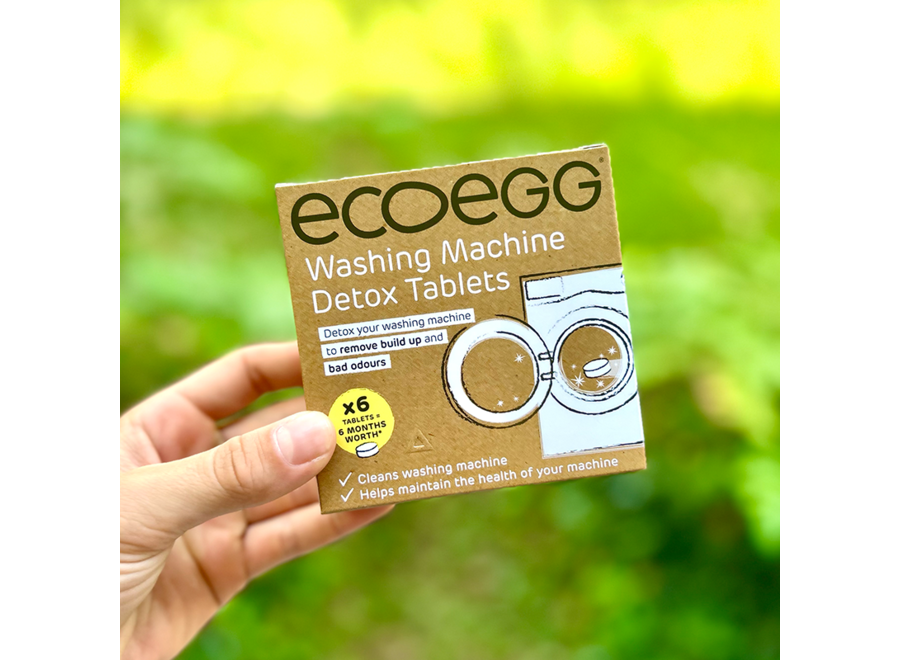 ecoegg®
Washing Machine
Detox Tablets
Detox your washing machine
to remove build up and
bad odours
x6
TABLETS =
6 MONTHS
WORTH*
✓ Cleans washing machine
✓ Helps maintain the health of your machine